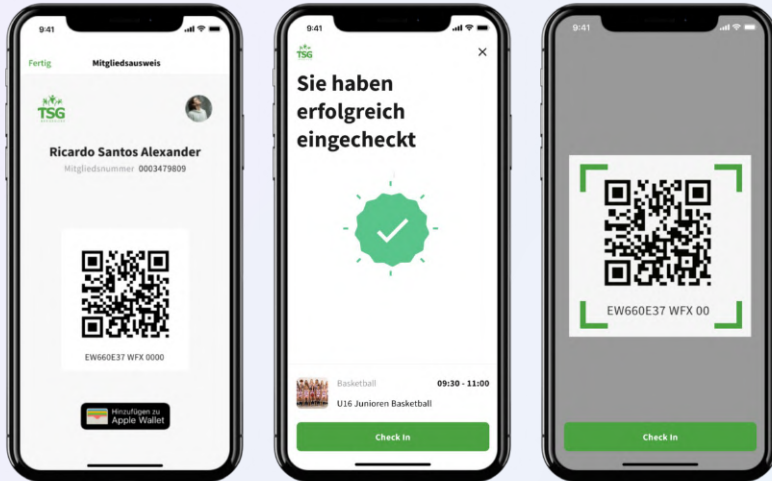 9:41
Fertig
Mitgliedsausweis
TSG
Ricardo Santos Alexander
Mitgliedsnummer 0003479809
EW660E37 WFX 0000
Hinzufügen zu
Apple Wallet
9:41
TSG
Sie haben
erfolgreich
eingecheckt
Basketball 09:30 - 11:00
U16 Junioren Basketball
Check In
9:41
EW660E37 WFX 00
Check In